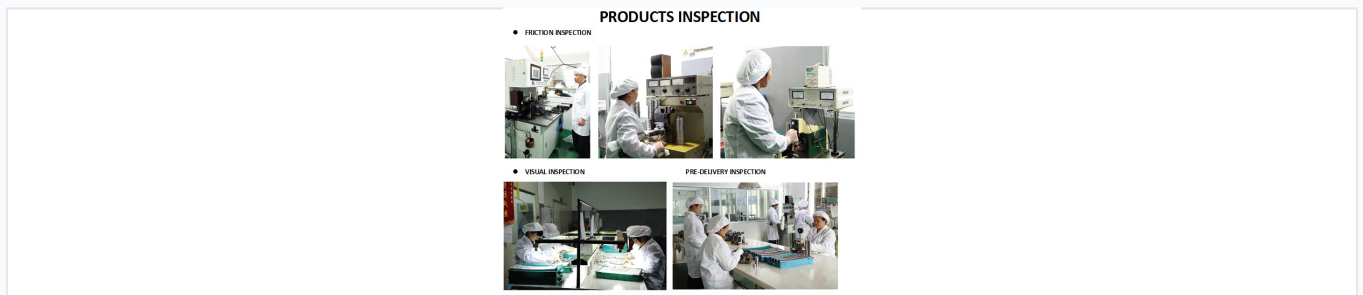 PRODUCTS INSPECTION
● FRICTION INSPECTION
● VISUAL INSPECTION
PRE-DELIVERY INSPECTION